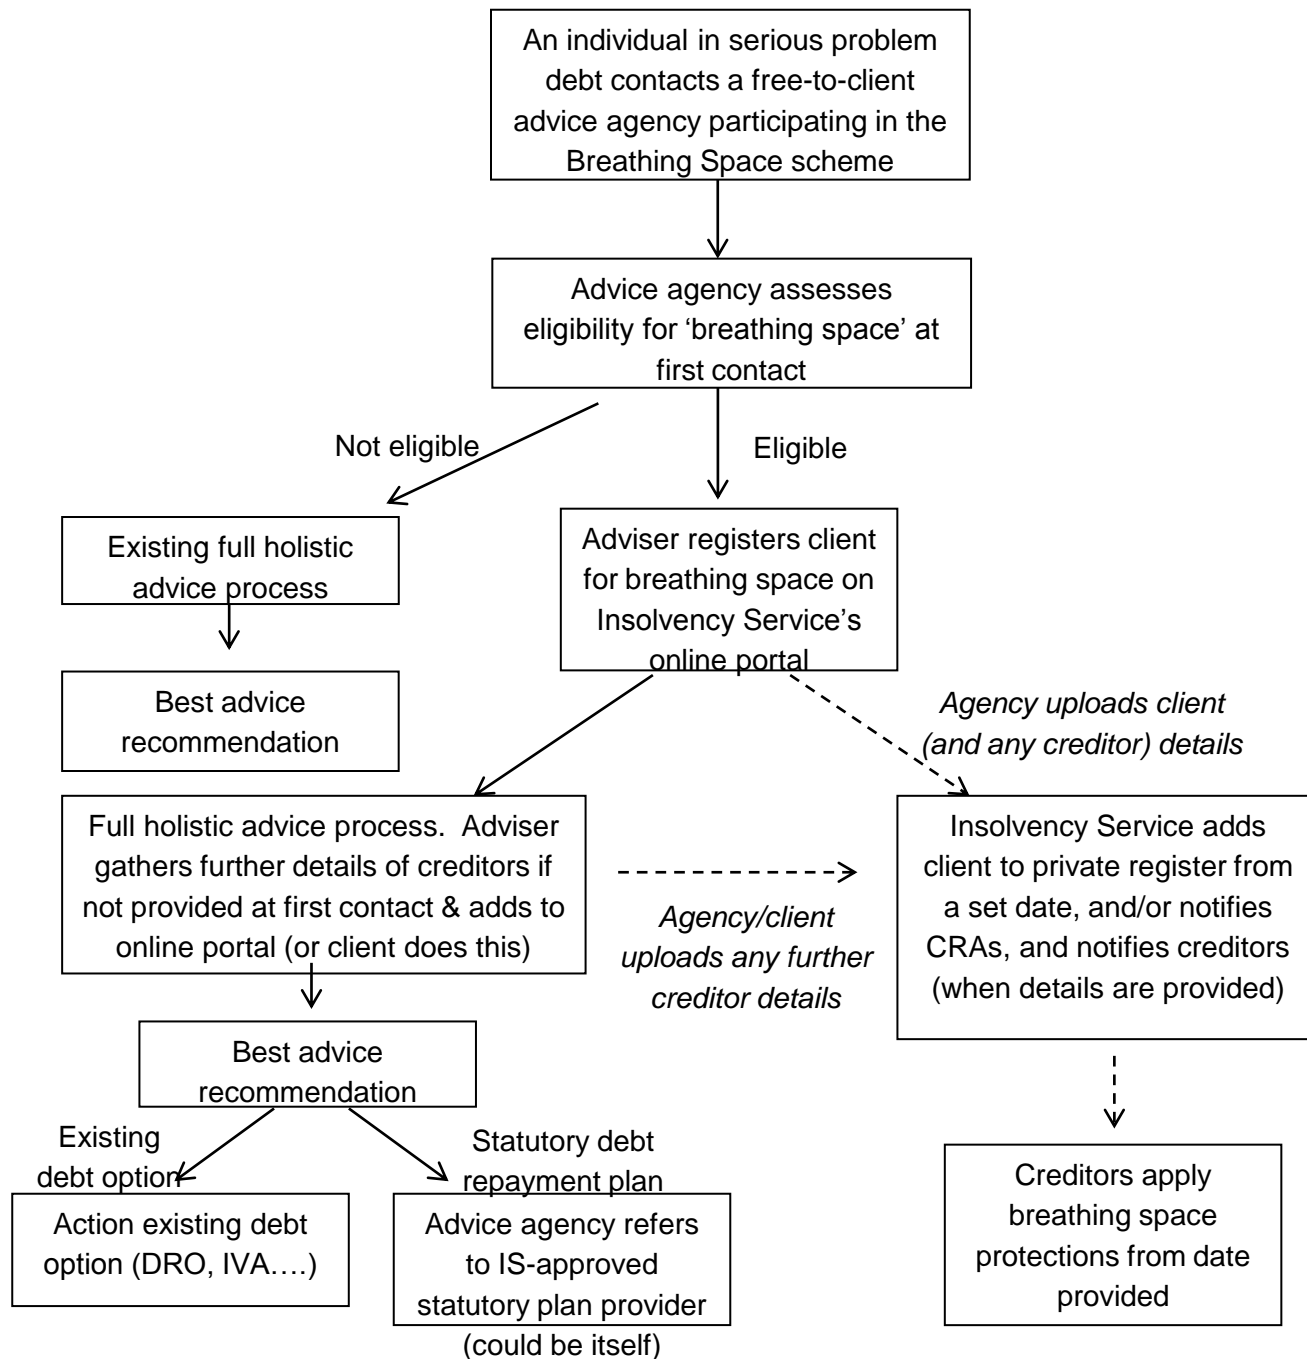 An individual in serious problem
debt contacts a free-to-client
advice agency participating in the
Breathing Space scheme
Advice agency assesses
eligibility for ‘breathing space’ at
first contact
Not eligible
Eligible
Existing full holistic
advice process
Adviser registers client
for breathing space on
Insolvency Service’s
online portal
Best advice
recommendation
Agency uploads client
(and any creditor) details
Full holistic advice process.  Adviser
gathers further details of creditors if
not provided at first contact & adds to
online portal (or client does this)
Agency/client
uploads any further
creditor details
Insolvency Service adds
client to private register from
a set date, and/or notifies
CRAs, and notifies creditors
(when details are provided)
Best advice
recommendation
Existing
debt option
Statutory debt
repayment plan
Action existing debt
option (DRO, IVA….)
Advice agency refers
to IS-approved
statutory plan provider
(could be itself)
Creditors apply
breathing space
protections from date
provided